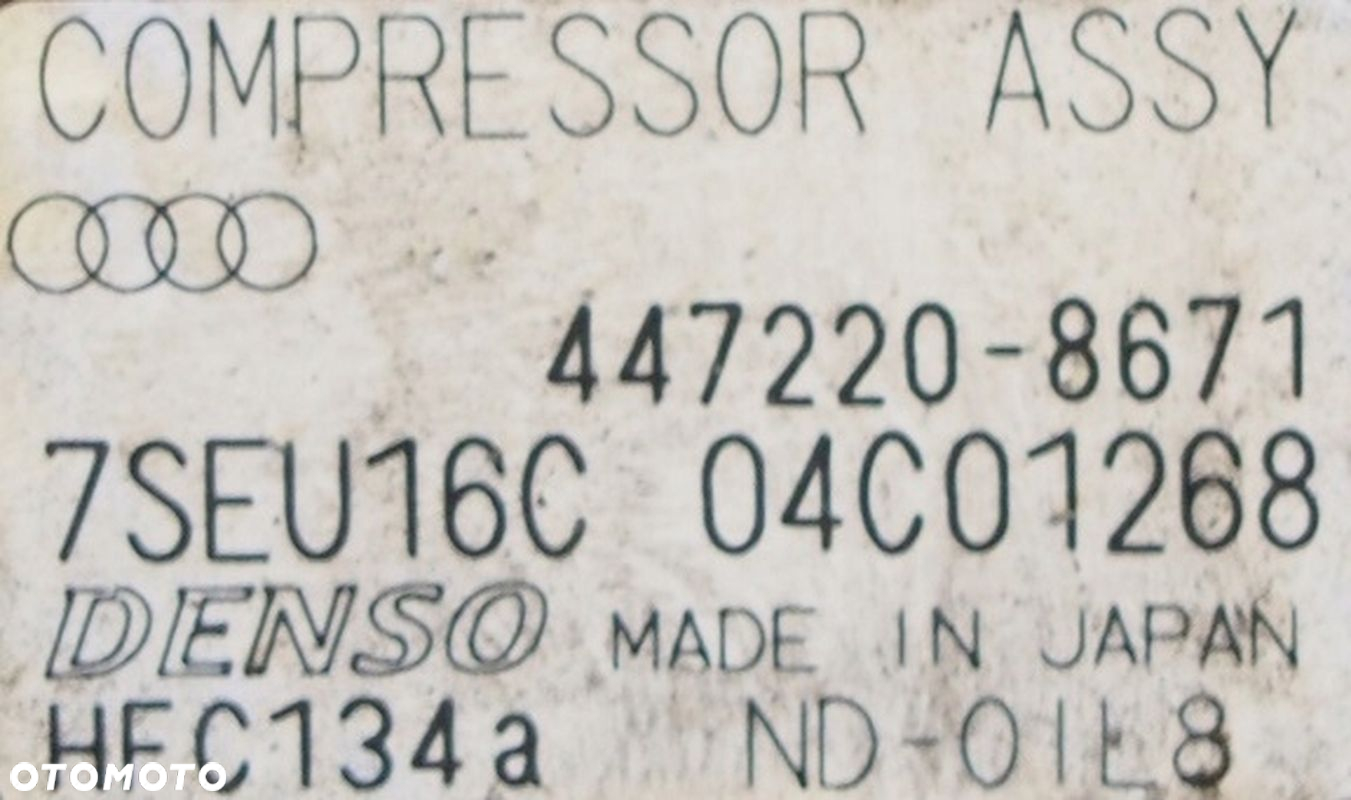 COMPRESSOR ASSY
447220-8671
7SEU16C 04C01268
DENSO MADE IN JAPAN
HFC134a ND-OIL8
OTOMOTO